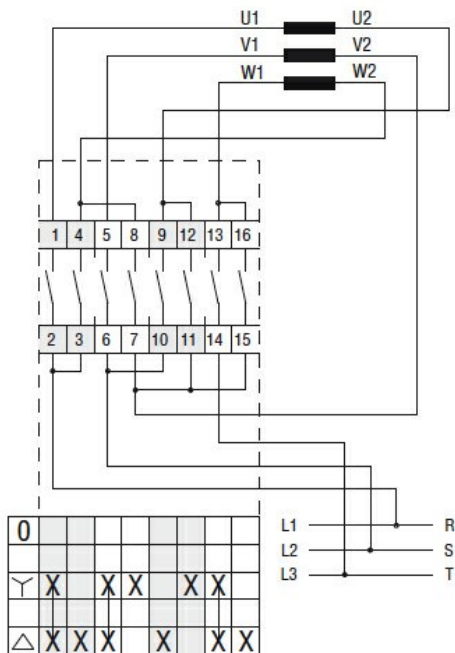 U1 U2
V1 V2
W1 W2
1 4 5 8 9 12 13 16
2 3 6 7 10 11 14 15
L1 R
L2 S
L3 T
0
Y X X X X X
△ X X X X X X